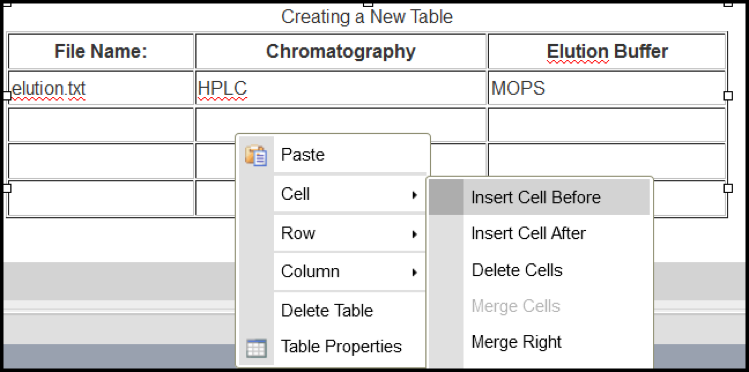 Creating a New Table
File Name: Chromatography Elution Buffer
elution.txt HPLC MOPS
Paste
Cell
Row
Column
Delete Table
Table Properties
Insert Cell Before
Insert Cell After
Delete Cells
Merge Cells
Merge Right